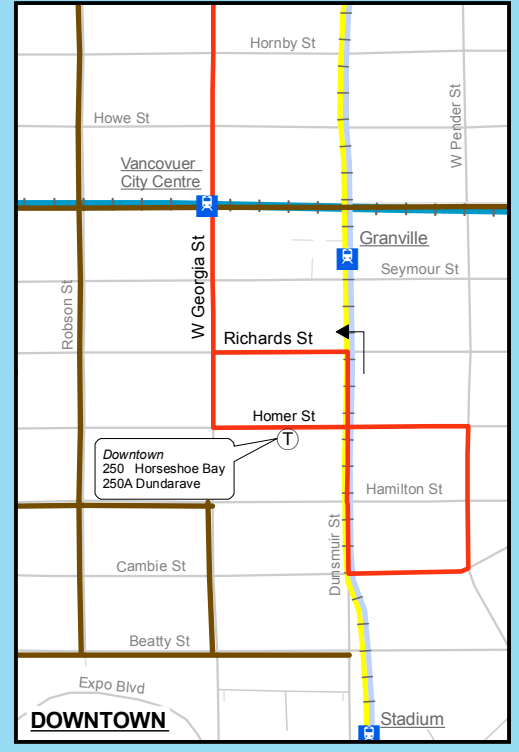 Hornby St
Howe St
W Pender St
Vancovuer
City Centre
Granville
Seymour St
W Georgia St
Robson St
Richards St
Homer St
T
Downtown
250 Horseshoe Bay
250A Dundarave
Hamilton St
Dunsmuir St
Cambie St
Beatty St
Expo Blvd
DOWNTOWN
Stadium